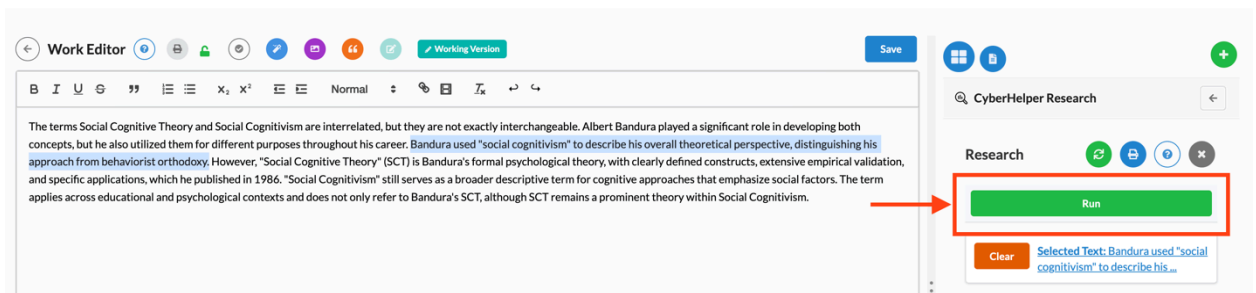 Work Editor
Working Version
Save
B I U S
X₂ X²
Normal
Tx
The terms Social Cognitive Theory and Social Cognitivism are interrelated, but they are not exactly interchangeable. Albert Bandura played a significant role in developing both
concepts, but he also utilized them for different purposes throughout his career. Bandura used "social cognitivism" to describe his overall theoretical perspective, distinguishing his
approach from behaviorist orthodoxy. However, "Social Cognitive Theory" (SCT) is Bandura's formal psychological theory, with clearly defined constructs, extensive empirical validation,
and specific applications, which he published in 1986. "Social Cognitivism" still serves as a broader descriptive term for cognitive approaches that emphasize social factors. The term
applies across educational and psychological contexts and does not only refer to Bandura's SCT, although SCT remains a prominent theory within Social Cognitivism.
CyberHelper Research
Research
Run
Clear
Selected Text: Bandura used "social
cognitivism" to describe his ...